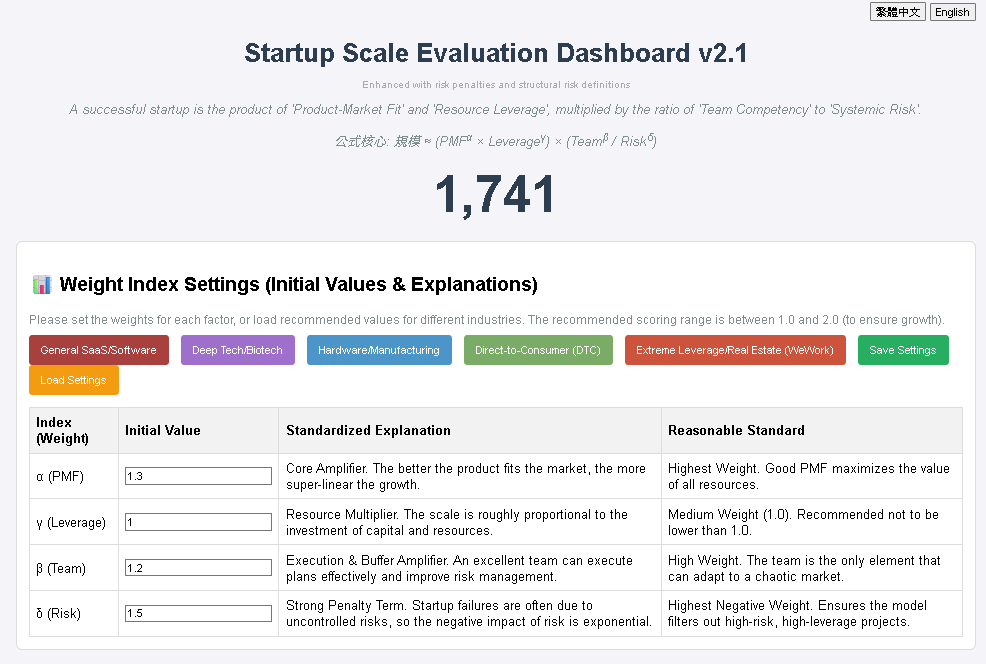 繁體中文 English
Startup Scale Evaluation Dashboard v2.1
Enhanced with risk penalties and structural risk definitions
A successful startup is the product of 'Product-Market Fit' and 'Resource Leverage', multiplied by the ratio of 'Team Competency' to 'Systemic Risk'.
公式核心: 規模 ≈ (PMF^α × Leverage^γ) × (Team^β / Risk^δ)
1,741
📊 Weight Index Settings (Initial Values & Explanations)
Please set the weights for each factor, or load recommended values for different industries. The recommended scoring range is between 1.0 and 2.0 (to ensure growth).
General SaaS/Software Deep Tech/Biotech Hardware/Manufacturing Direct-to-Consumer (DTC) Extreme Leverage/Real Estate (WeWork) Save Settings
Load Settings
Index
(Weight)
Initial Value
Standardized Explanation
Reasonable Standard
α (PMF)
1.3
Core Amplifier. The better the product fits the market, the more
super-linear the growth.
Highest Weight. Good PMF maximizes the value
of all resources.
γ (Leverage)
1
Resource Multiplier. The scale is roughly proportional to the
investment of capital and resources.
Medium Weight (1.0). Recommended not to be
lower than 1.0.
β (Team)
1.2
Execution & Buffer Amplifier. An excellent team can execute
plans effectively and improve risk management.
High Weight. The team is the only element that
can adapt to a chaotic market.
δ (Risk)
1.5
Strong Penalty Term. Startup failures are often due to
uncontrolled risks, so the negative impact of risk is exponential.
Highest Negative Weight. Ensures the model
filters out high-risk, high-leverage projects.